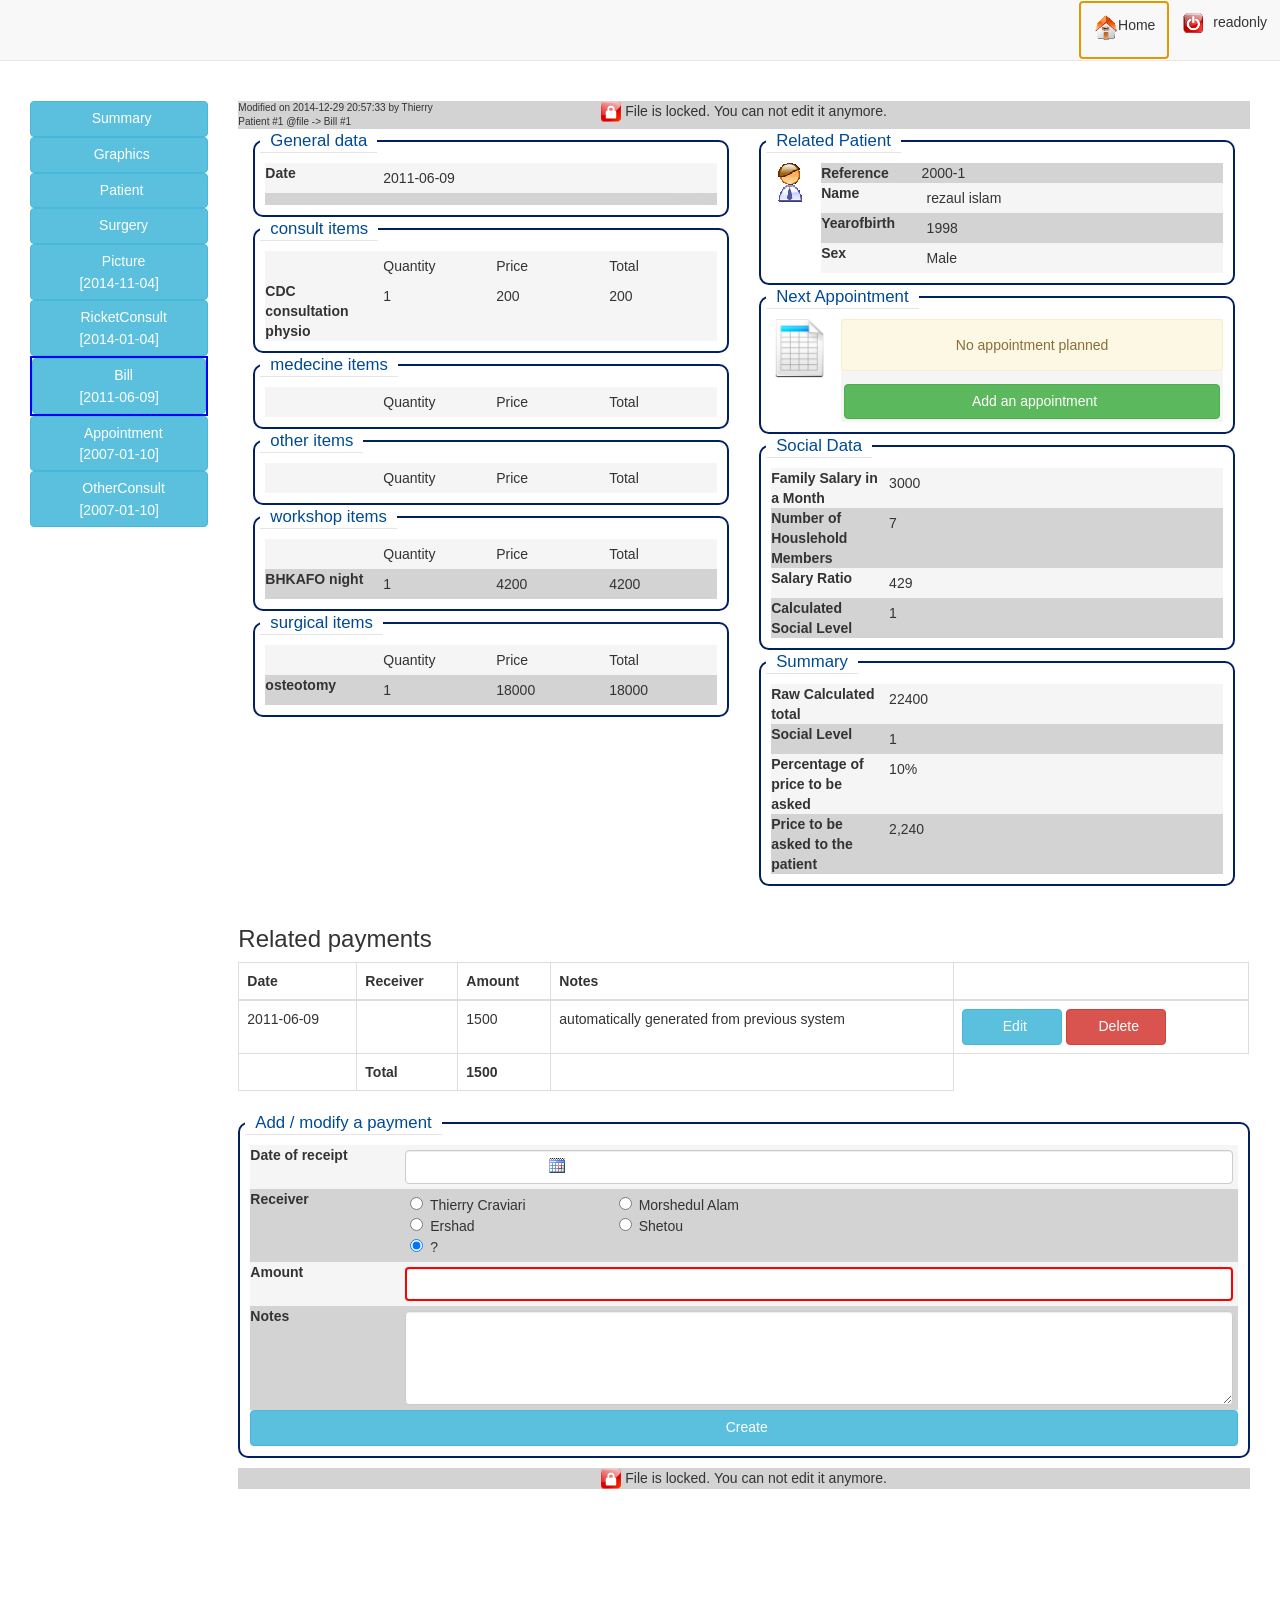 Home
readonly
Summary
Graphics
Patient
Surgery
Picture
[2014-11-04]
RicketConsult
[2014-01-04]
Bill
[2011-06-09]
Appointment
[2007-01-10]
OtherConsult
[2007-01-10]
Modified on 2014-12-29 20:57:33 by Thierry
Patient #1 @file -> Bill #1
File is locked. You can not edit it anymore.
General data
Date 2011-06-09
consult items
Quantity Price Total
CDC 1 200 200
consultation
physio
medecine items
Quantity Price Total
other items
Quantity Price Total
workshop items
Quantity Price Total
BHKAFO night 1 4200 4200
surgical items
Quantity Price Total
osteotomy 1 18000 18000
Related Patient
Reference 2000-1
Name rezaul islam
Yearofbirth 1998
Sex Male
Next Appointment
No appointment planned
Add an appointment
Social Data
Family Salary in 3000
a Month
Number of 7
Houslehold
Members
Salary Ratio 429
Calculated 1
Social Level
Summary
Raw Calculated 22400
total
Social Level 1
Percentage of 10%
price to be
asked
Price to be 2,240
asked to the
patient
Related payments
Date Receiver Amount Notes
2011-06-09 1500 automatically generated from previous system Edit Delete
Total 1500
Add / modify a payment
Date of receipt
Receiver Thierry Craviari Morshedul Alam
Ershad Shetou
?
Amount
Notes
Create
File is locked. You can not edit it anymore.